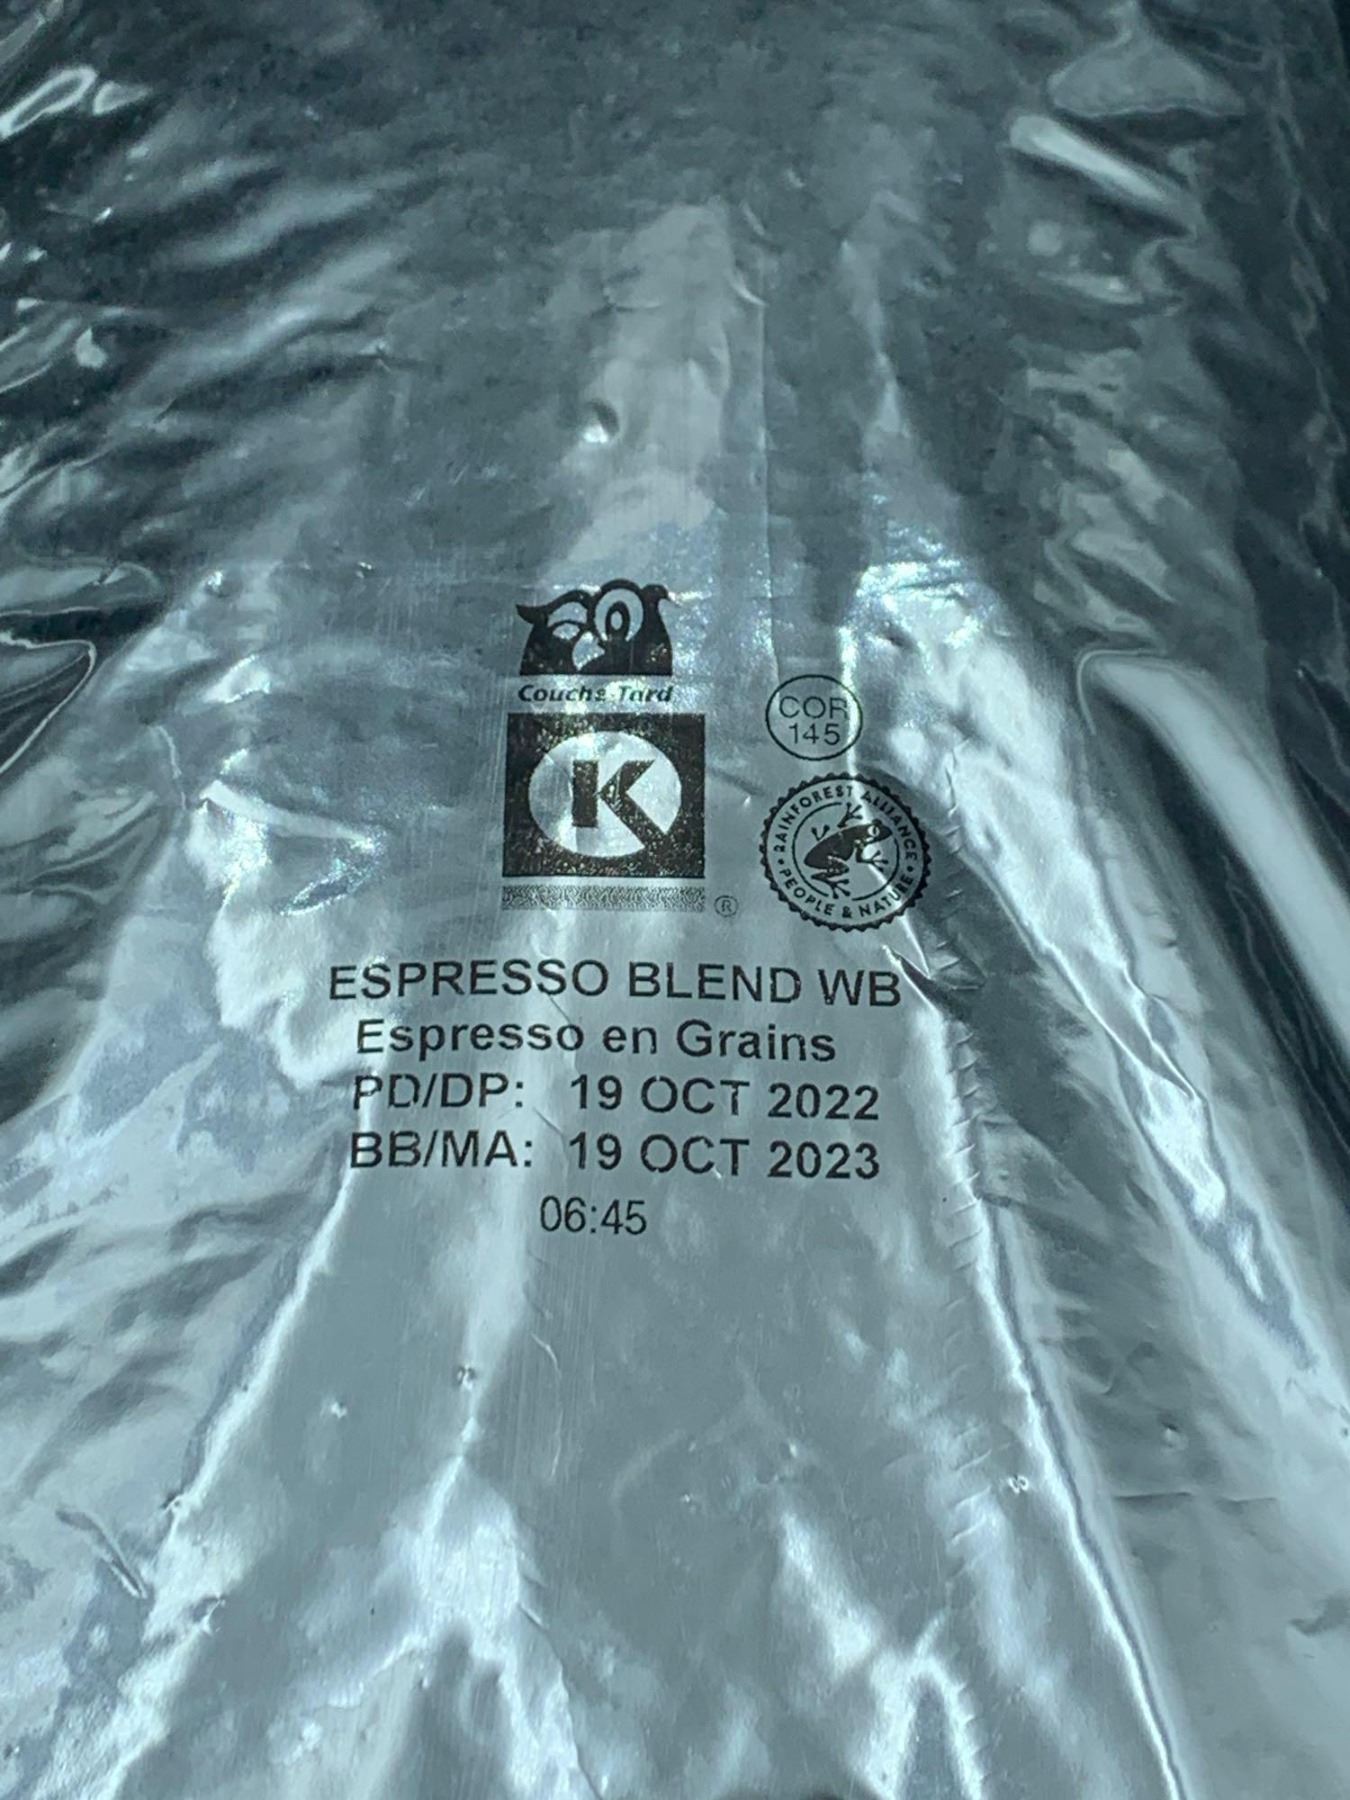 Couche-Tard
K
®
COR
145
RAINFOREST ALLIANCE
PEOPLE & NATURE
ESPRESSO BLEND WB
Espresso en Grains
PD/DP: 19 OCT 2022
BB/MA: 19 OCT 2023
06:45